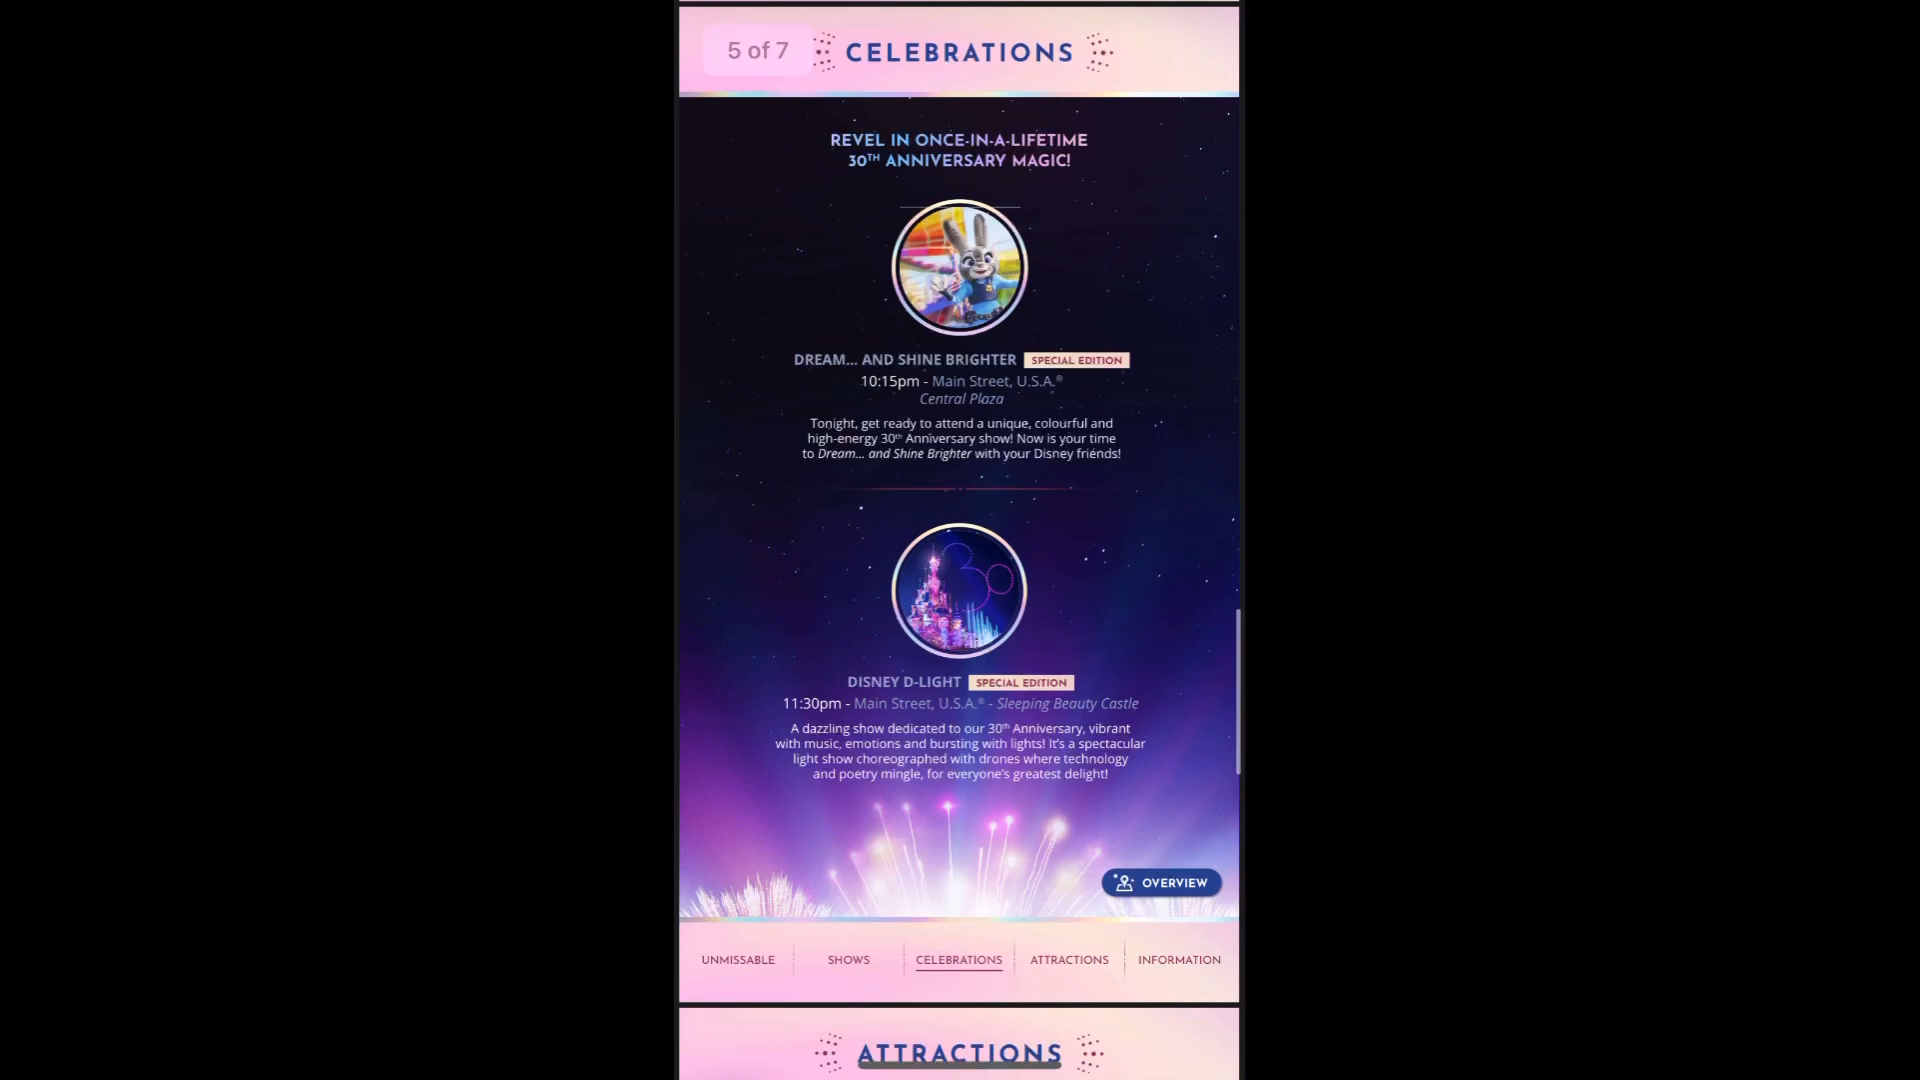 5 of 7
CELEBRATIONS
REVEL IN ONCE-IN-A-LIFETIME
30TH ANNIVERSARY MAGIC!
DREAM... AND SHINE BRIGHTER SPECIAL EDITION
10:15pm - Main Street, U.S.A.®
Central Plaza
Tonight, get ready to attend a unique, colourful and
high-energy 30th Anniversary show! Now is your time
to Dream... and Shine Brighter with your Disney friends!
DISNEY D-LIGHT SPECIAL EDITION
11:30pm - Main Street, U.S.A.® - Sleeping Beauty Castle
A dazzling show dedicated to our 30th Anniversary, vibrant
with music, emotions and bursting with lights! It's a spectacular
light show choreographed with drones where technology
and poetry mingle, for everyone's greatest delight!
OVERVIEW
UNMISSABLE SHOWS CELEBRATIONS ATTRACTIONS INFORMATION
ATTRACTIONS